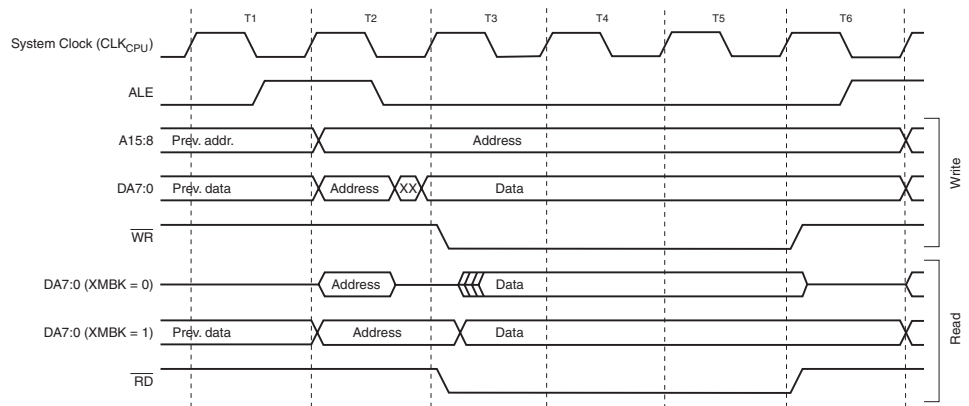 T1 T2 T3 T4 T5 T6
System Clock (CLKCPU)
ALE
A15:8 Prev. addr. Address
DA7:0 Prev. data Address XX Data
WR
Write
DA7:0 (XMBK = 0) Address Data
DA7:0 (XMBK = 1) Prev. data Address Data
RD
Read